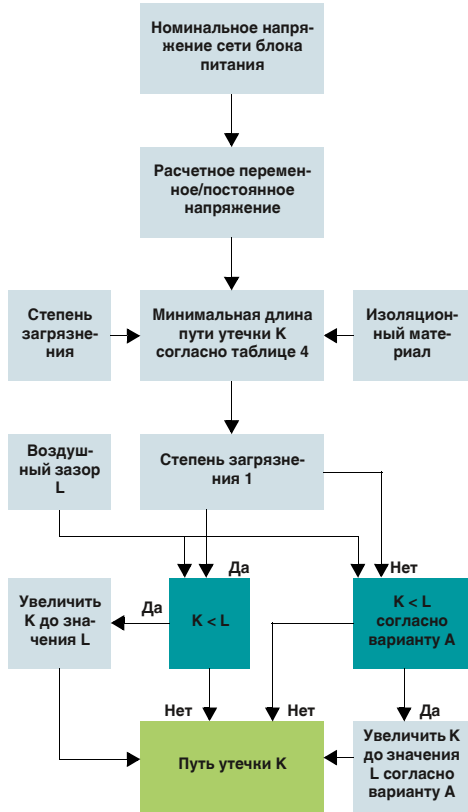 Номинальное напря-
жение сети блока
питания
Расчетное перемен-
ное/постоянное
напряжение
Степень
загрязне-
ния
Минимальная длина
пути утечки K
согласно таблице 4
Изоляцион-
ный мате-
риал
Воздуш-
ный зазор
L
Степень загрязне-
ния 1
Да
Нет
Увеличить
K до зна-
чения L
Да
K < L
K < L
согласно
варианту A
Нет
Нет
Да
Путь утечки K
Увеличить K
до значения
L согласно
варианту A